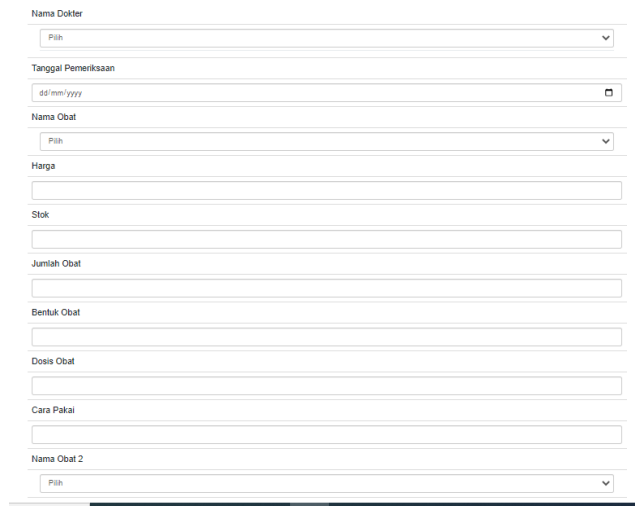 Nama Dokter
Pilih
Tanggal Pemeriksaan
dd/mm/yyyy
Nama Obat
Pilih
Harga
Stok
Jumlah Obat
Bentuk Obat
Dosis Obat
Cara Pakai
Nama Obat 2
Pilih